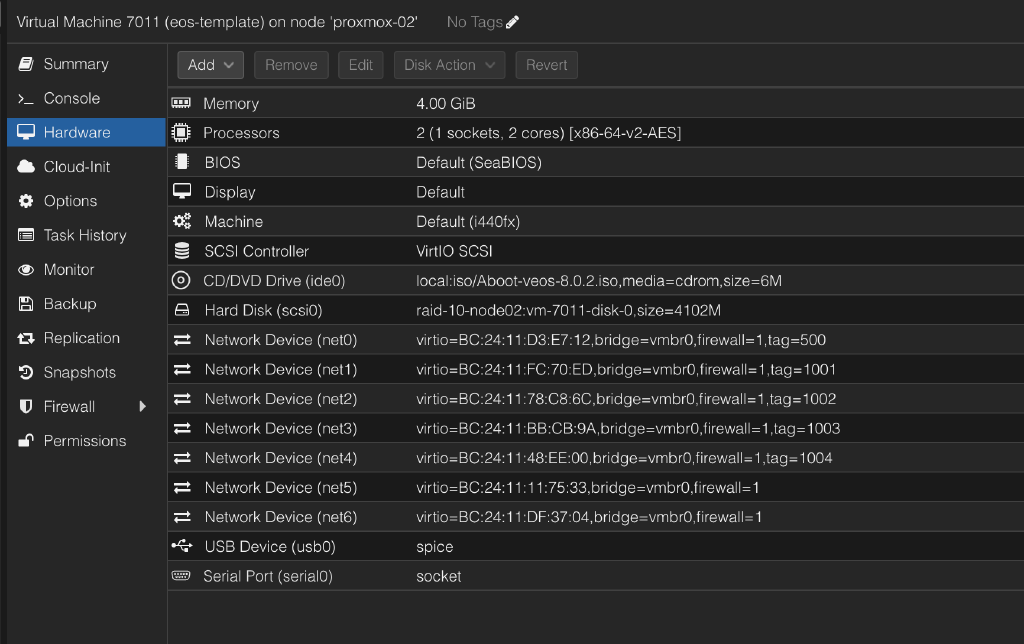 Virtual Machine 7011 (eos-template) on node 'proxmox-02' No Tags
Summary
Console
Hardware
Cloud-Init
Options
Task History
Monitor
Backup
Replication
Snapshots
Firewall
Permissions
Add Remove Edit Disk Action Revert
Memory 4.00 GiB
Processors 2 (1 sockets, 2 cores) [x86-64-v2-AES]
BIOS Default (SeaBIOS)
Display Default
Machine Default (i440fx)
SCSI Controller VirtIO SCSI
CD/DVD Drive (ide0) local:iso/Aboot-veos-8.0.2.iso,media=cdrom,size=6M
Hard Disk (scsi0) raid-10-node02:vm-7011-disk-0,size=4102M
Network Device (net0) virtio=BC:24:11:D3:E7:12,bridge=vmbr0,firewall=1,tag=500
Network Device (net1) virtio=BC:24:11:FC:70:ED,bridge=vmbr0,firewall=1,tag=1001
Network Device (net2) virtio=BC:24:11:78:C8:6C,bridge=vmbr0,firewall=1,tag=1002
Network Device (net3) virtio=BC:24:11:BB:CB:9A,bridge=vmbr0,firewall=1,tag=1003
Network Device (net4) virtio=BC:24:11:48:EE:00,bridge=vmbr0,firewall=1,tag=1004
Network Device (net5) virtio=BC:24:11:11:75:33,bridge=vmbr0,firewall=1
Network Device (net6) virtio=BC:24:11:DF:37:04,bridge=vmbr0,firewall=1
USB Device (usb0) spice
Serial Port (serial0) socket